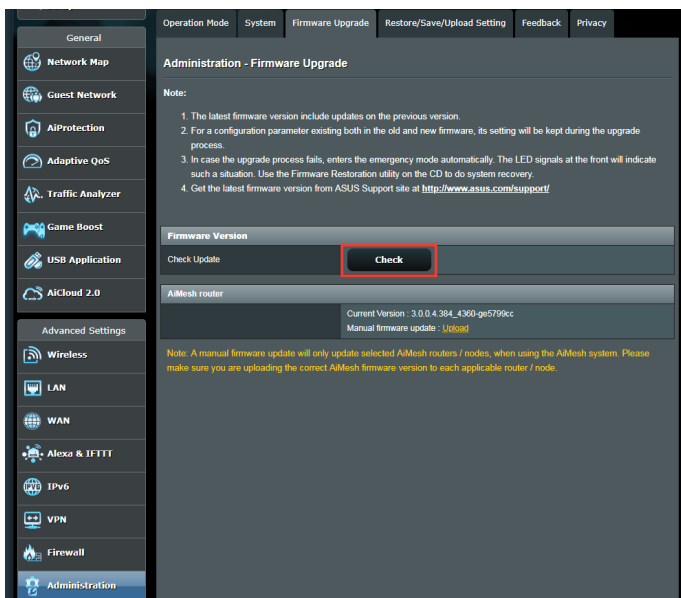 Operation Mode System Firmware Upgrade Restore/Save/Upload Setting Feedback Privacy
General
Network Map
Guest Network
AiProtection
Adaptive QoS
Traffic Analyzer
Game Boost
USB Application
AiCloud 2.0
Advanced Settings
Wireless
LAN
WAN
Alexa & IFTTT
IPv6
VPN
Firewall
Administration
Administration - Firmware Upgrade
Note:
1. The latest firmware version include updates on the previous version.
2. For a configuration parameter existing both in the old and new firmware, its setting will be kept during the upgrade
process.
3. In case the upgrade process fails, enters the emergency mode automatically. The LED signals at the front will indicate
such a situation. Use the Firmware Restoration utility on the CD to do system recovery.
4. Get the latest firmware version from ASUS Support site at http://www.asus.com/support/
Firmware Version
Check Update Check
AiMesh router
Current Version : 3.0.0.4.384_4360-ge5799cc
Manual firmware update : Upload
Note: A manual firmware update will only update selected AiMesh routers / nodes, when using the AiMesh system. Please
make sure you are uploading the correct AiMesh firmware version to each applicable router / node.